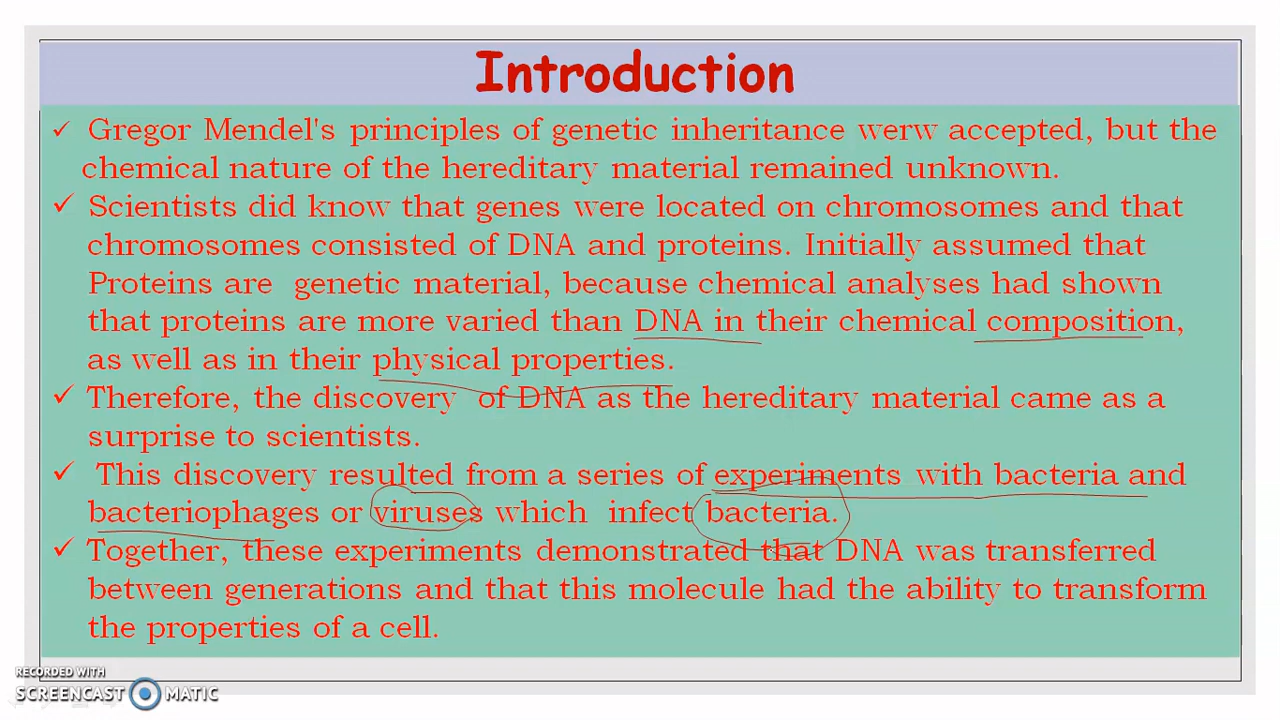 Introduction
✓ Gregor Mendel's principles of genetic inheritance werw accepted, but the
chemical nature of the hereditary material remained unknown.
✓ Scientists did know that genes were located on chromosomes and that
chromosomes consisted of DNA and proteins. Initially assumed that
Proteins are genetic material, because chemical analyses had shown
that proteins are more varied than DNA in their chemical composition,
as well as in their physical properties.
✓ Therefore, the discovery of DNA as the hereditary material came as a
surprise to scientists.
✓ This discovery resulted from a series of experiments with bacteria and
bacteriophages or viruses which infect bacteria.
✓ Together, these experiments demonstrated that DNA was transferred
between generations and that this molecule had the ability to transform
the properties of a cell.
RECORDED WITH
SCREENCAST MATIC